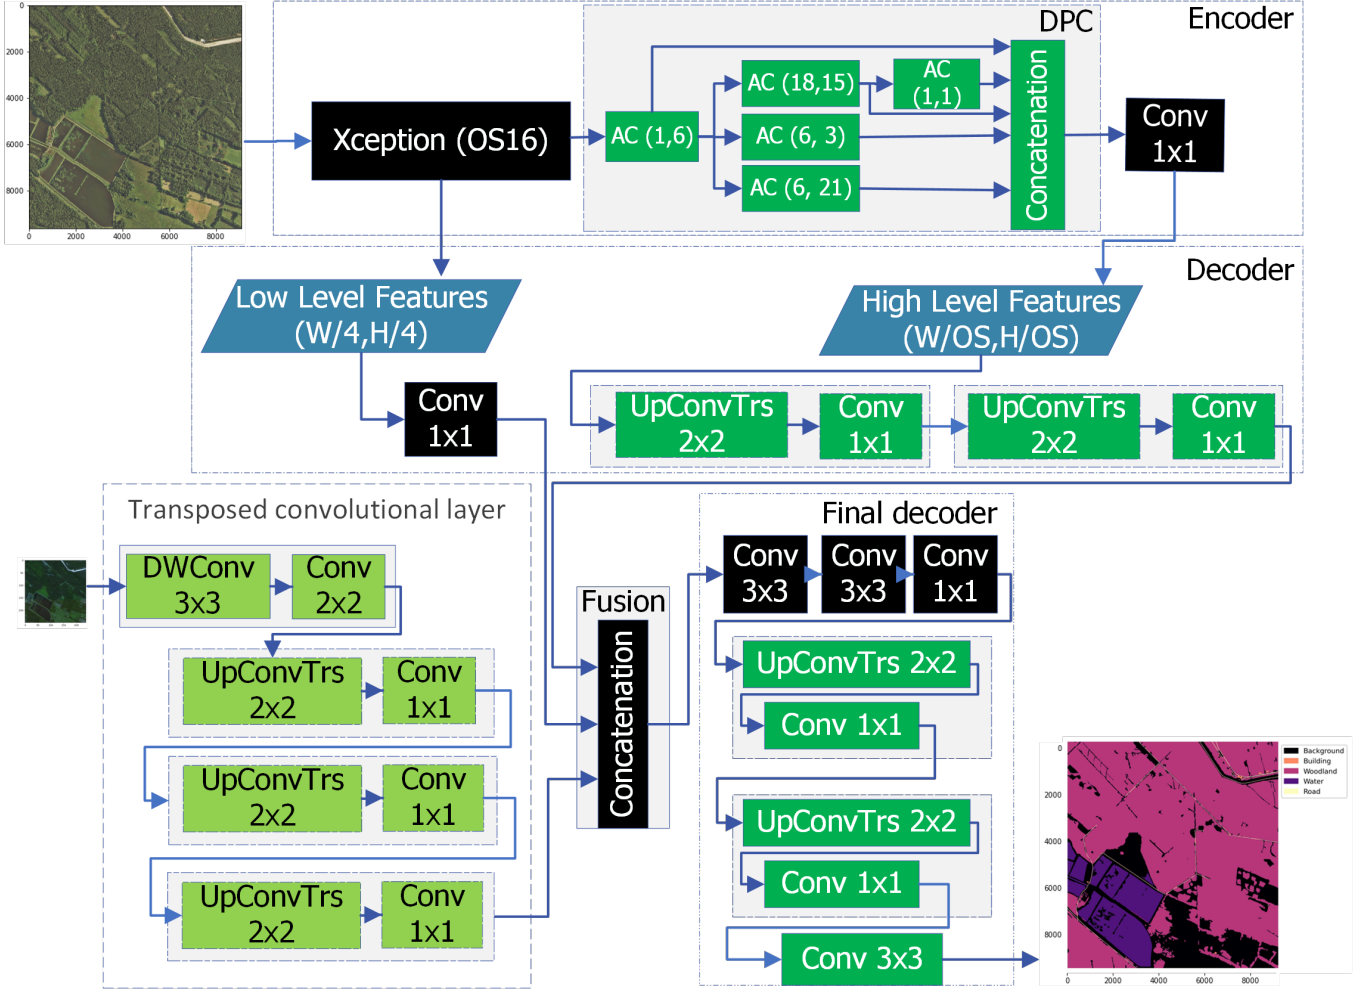 Encoder
DPC
0
2000
4000
6000
8000
0
2000
4000
6000
8000
Xception (OS16)
AC (1,6)
AC (18,15)
AC
(1,1)
AC (6, 3)
AC (6, 21)
Concatenation
Conv
1x1
Decoder
Low Level Features
(W/4,H/4)
High Level Features
(W/OS,H/OS)
Conv
1x1
UpConvTrs
2x2
Conv
1x1
UpConvTrs
2x2
Conv
1x1
Transposed convolutional layer
DWConv
3x3
Conv
2x2
UpConvTrs
2x2
Conv
1x1
UpConvTrs
2x2
Conv
1x1
UpConvTrs
2x2
Conv
1x1
Fusion
Concatenation
Final decoder
Conv
3x3
Conv
3x3
Conv
1x1
UpConvTrs 2x2
Conv 1x1
UpConvTrs 2x2
Conv 1x1
Conv 3x3
0
2000
4000
6000
8000
0
2000
4000
6000
8000
Background
Building
Woodland
Water
Road